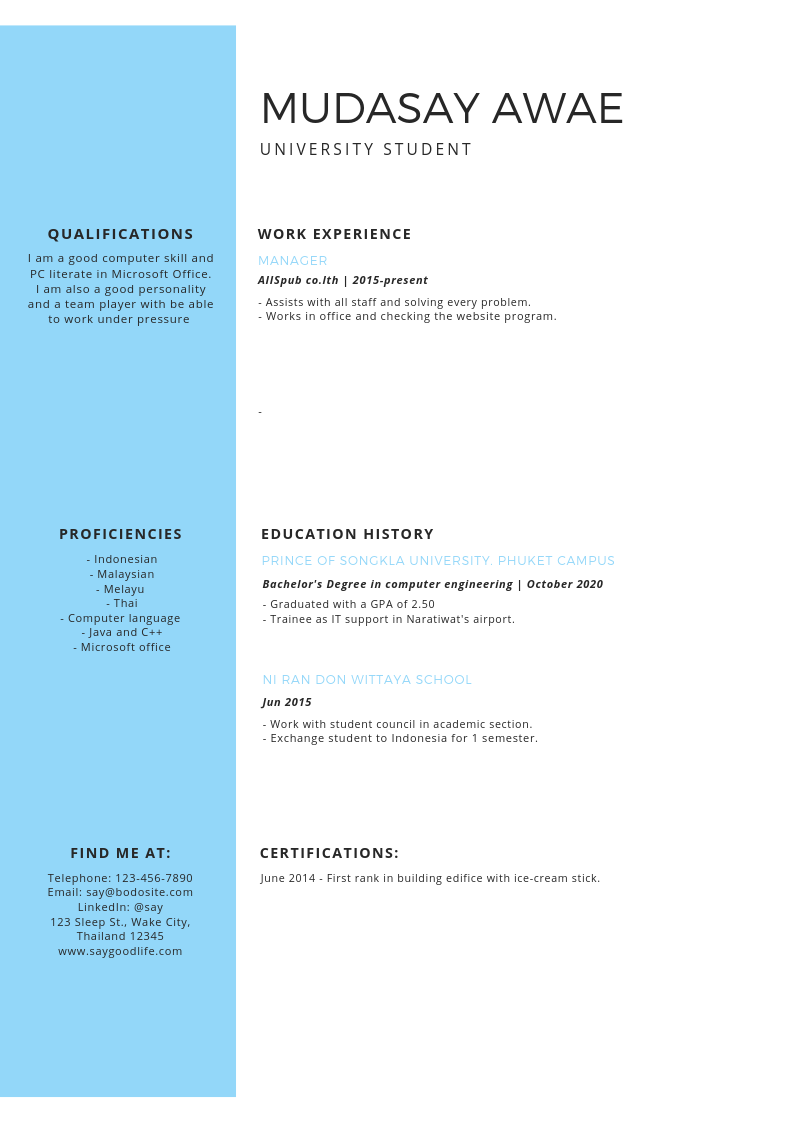 MUDASAY AWAE
UNIVERSITY STUDENT
QUALIFICATIONS
I am a good computer skill and
PC literate in Microsoft Office.
I am also a good personality
and a team player with be able
to work under pressure
WORK EXPERIENCE
MANAGER
AllSpub co.lth | 2015-present
- Assists with all staff and solving every problem.
- Works in office and checking the website program.
-
PROFICIENCIES
- Indonesian
- Malaysian
- Melayu
- Thai
- Computer language
- Java and C++
- Microsoft office
EDUCATION HISTORY
PRINCE OF SONGKLA UNIVERSITY. PHUKET CAMPUS
Bachelor's Degree in computer engineering | October 2020
- Graduated with a GPA of 2.50
- Trainee as IT support in Naratiwat's airport.
NI RAN DON WITTAYA SCHOOL
Jun 2015
- Work with student council in academic section.
- Exchange student to Indonesia for 1 semester.
FIND ME AT:
Telephone: 123-456-7890
Email: say@bodosite.com
LinkedIn: @say
123 Sleep St., Wake City,
Thailand 12345
www.saygoodlife.com
CERTIFICATIONS:
June 2014 - First rank in building edifice with ice-cream stick.